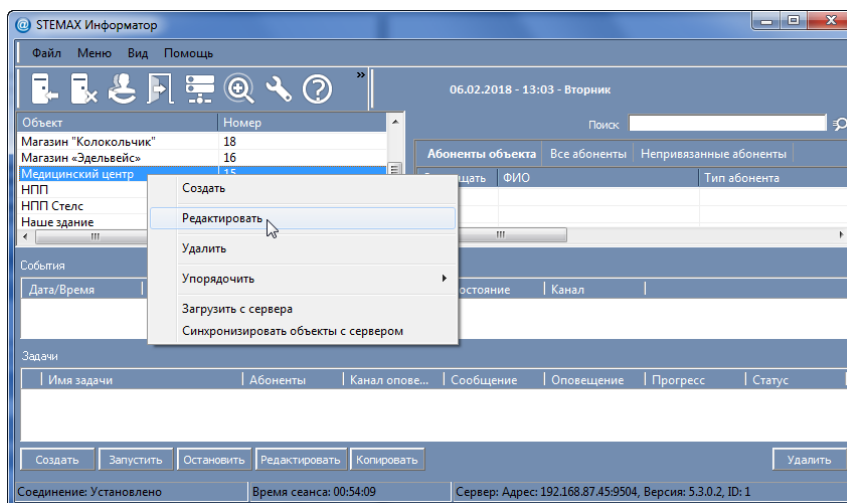 STEMAX Информатор
Файл Меню Вид Помощь
06.02.2018 - 13:03 - Вторник
Поиск
Объект Номер
Магазин "Колокольчик" 18
Магазин «Эдельвейс» 16
Медицинский центр 15
НПП
НПП Стелс
Наше здание
Абоненты объекта Все абоненты Непривязанные абоненты
ФИО Тип абонента
Создать
Редактировать
Удалить
Упорядочить
Загрузить с сервера
Синхронизировать объекты с сервером
События
Дата/Время Канал
Задачи
Имя задачи Абоненты Канал опове... Сообщение Оповещение Прогресс Статус
Создать Запустить Остановить Редактировать Копировать Удалить
Соединение: Установлено Время сеанса: 00:54:09 Сервер: Адрес: 192.168.87.45:9504, Версия: 5.3.0.2, ID: 1